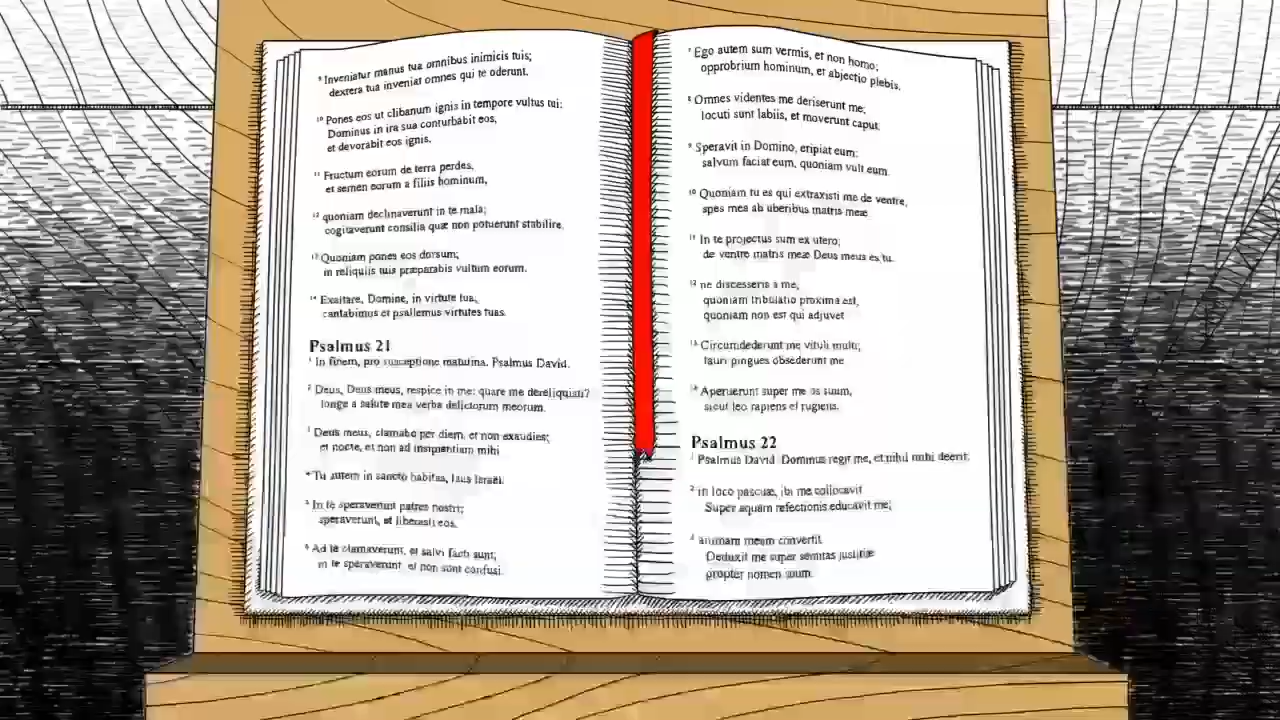 9 Inveniatur manus tua omnibus inimicis tuis;
dextera tua inveniat omnes qui te oderunt.
10 Pones eos ut clibanum ignis in tempore vultus tui:
Dominus in ira sua conturbabit eos,
et devorabit eos ignis.
11 Fructum eorum de terra perdes,
et semen eorum a filiis hominum,
12 quoniam declinaverunt in te mala;
cogitaverunt consilia quæ non potuerunt stabilire.
13 Quoniam pones eos dorsum;
in reliquiis tuis præparabis vultum eorum.
14 Exaltare, Domine, in virtute tua,
cantabimus et psallemus virtutes tuas.
Psalmus 21
1 In finem, pro susceptione matutina. Psalmus David.
2 Deus, Deus meus, respice in me: quare me dereliquisti?
longe a salute mea verba delictorum meorum.
3 Deus meus, clamabo per diem, et non exaudies;
et nocte, et non ad insipientiam mihi
4 Tu autem in sancto habitas, laus Israël.
5 In te speraverunt patres nostri;
speraverunt, et liberasti eos.
6 Ad te clamaverunt, et salvi facti sunt;
in te speraverunt et non sunt confusi.
7 Ego autem sum vermis, et non homo;
opprobrium hominum, et abjectio plebis.
8 Omnes videntes me deriserunt me;
locuti sunt labiis, et moverunt caput.
9 Speravit in Domino, eripiat eum:
salvum faciat eum, quoniam vult eum.
10 Quoniam tu es qui extraxisti me de ventre,
spes mea ab uberibus matris meæ
11 In te projectus sum ex utero;
de ventre matris meæ Deus meus es tu.
12 ne discesseris a me,
quoniam tribulatio proxima est,
quoniam non est qui adjuvet
13 Circumdederunt me vituli multi;
tauri pingues obsederunt me
14 Aperuerunt super me os suum,
sicut leo rapiens et rugiens.
Psalmus 22
1 Psalmus David Dominus regit me, et nihil mihi deerit.
2 in loco pascuæ, ibi me collocavit
Super aquam refectionis educavit me;
animam meam convertit
Deduxit me super semitas justitiæ
propter nomen suum.